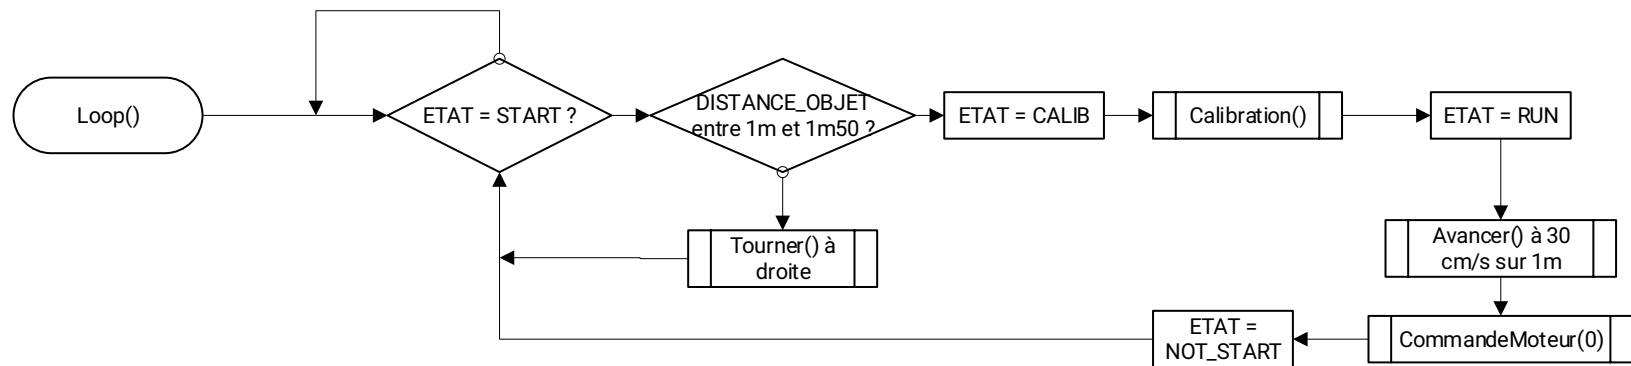 Loop()
ETAT = START ?
DISTANCE_OBJET
entre 1m et 1m50 ?
ETAT = CALIB
Calibration()
ETAT = RUN
Tourner() à
droite
Avancer() à 30
cm/s sur 1m
CommandeMoteur(0)
ETAT =
NOT_START